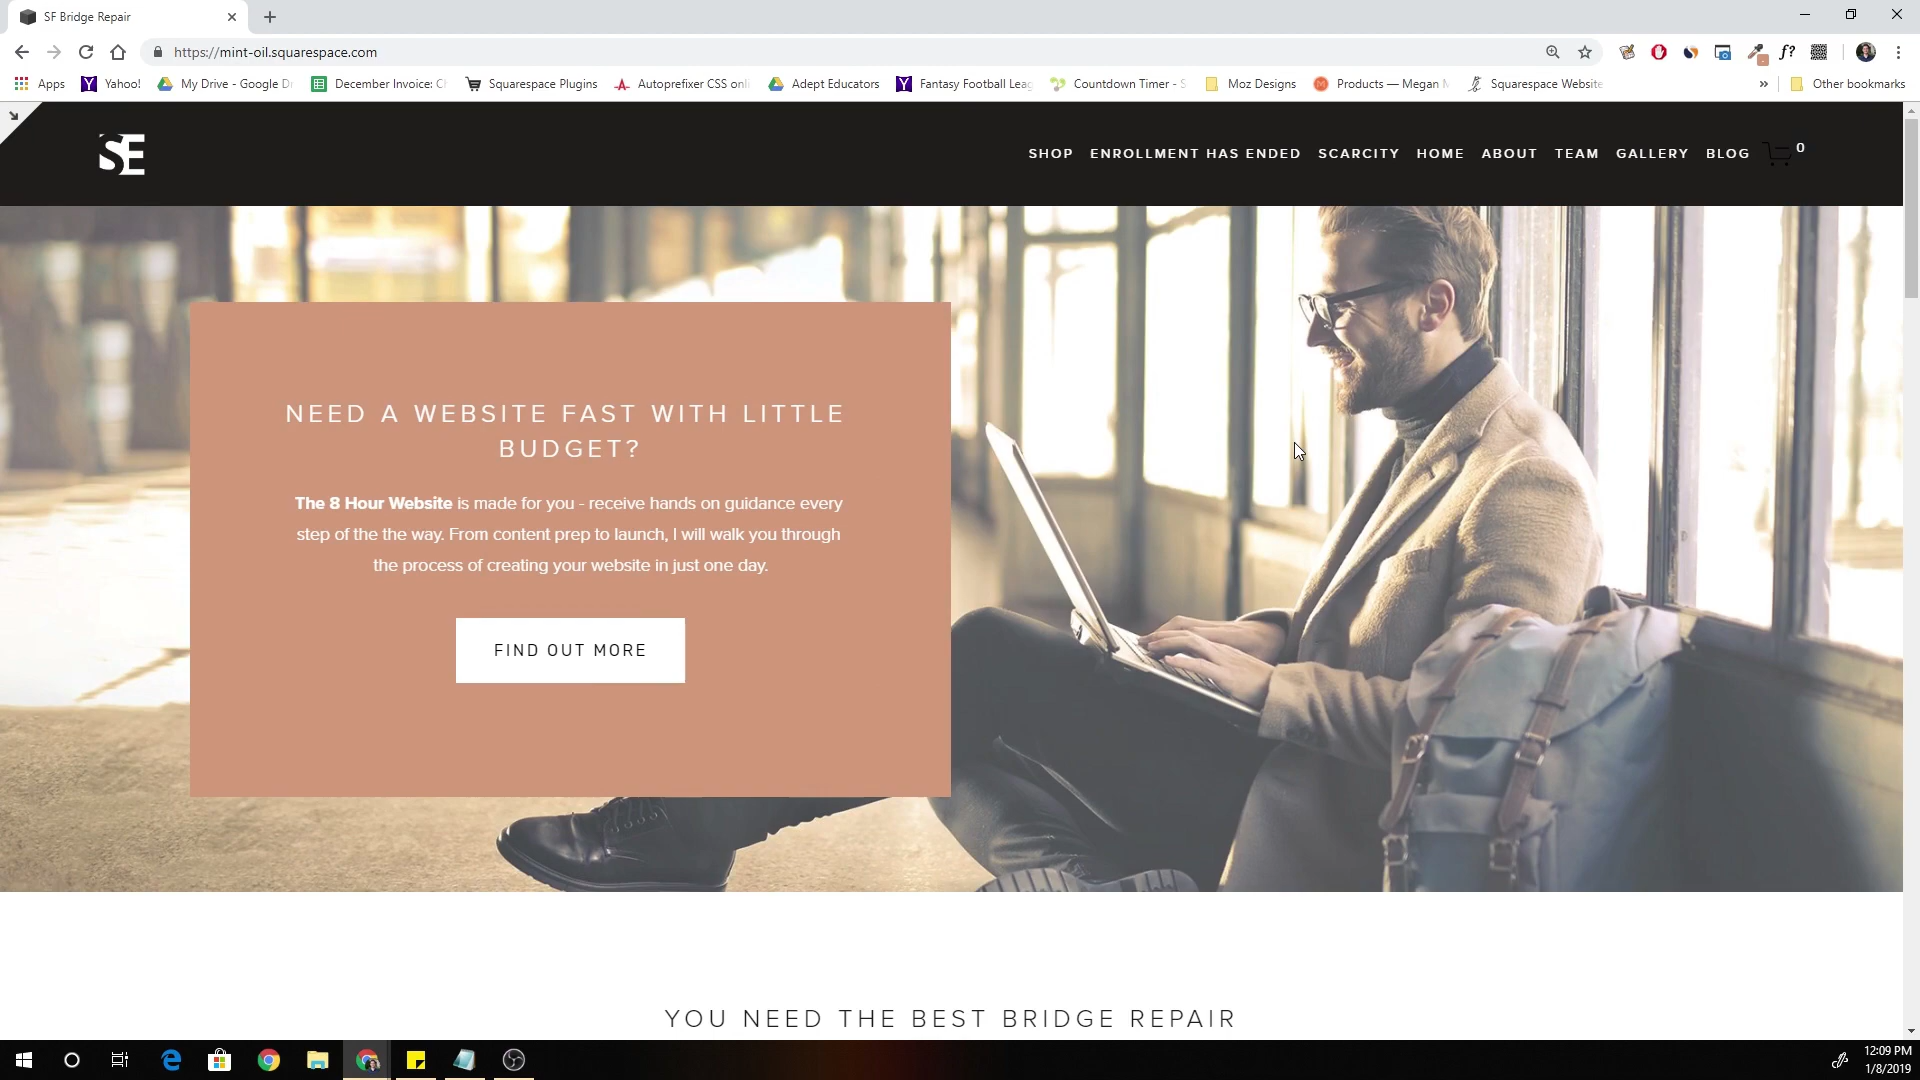 SF Bridge Repair
https://mint-oil.squarespace.com
Apps Yahoo! My Drive - Google Dr December Invoice: Ch Squarespace Plugins Autoprefixer CSS onli Adept Educators Fantasy Football Leag Countdown Timer - S Moz Designs Products — Megan M Squarespace Website » Other bookmarks
SE
SHOP ENROLLMENT HAS ENDED SCARCITY HOME ABOUT TEAM GALLERY BLOG 0
NEED A WEBSITE FAST WITH LITTLE
BUDGET?
The 8 Hour Website is made for you - receive hands on guidance every
step of the the way. From content prep to launch, I will walk you through
the process of creating your website in just one day.
FIND OUT MORE
YOU NEED THE BEST BRIDGE REPAIR
12:09 PM
1/8/2019